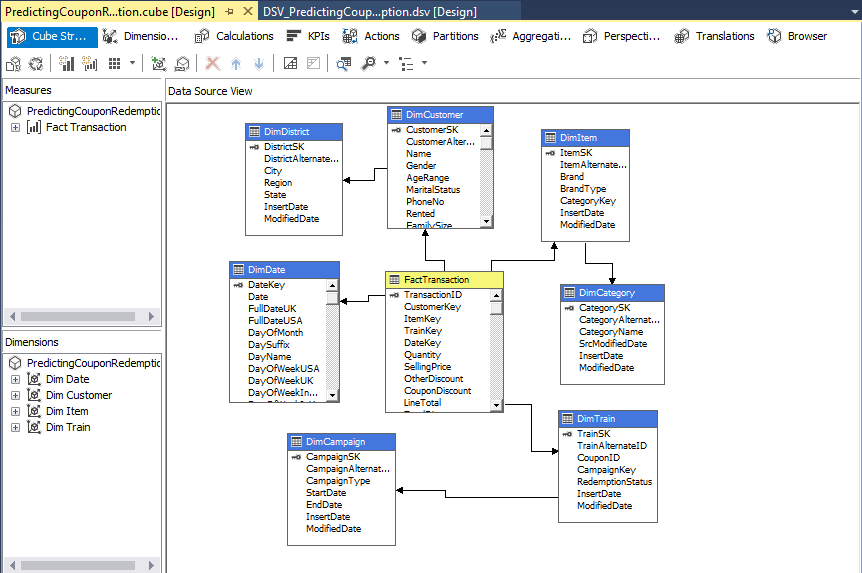 PredictingCouponR...tion.cube [Design]
DSV_PredictingCoup...ption.dsv [Design]
Cube Str...
Dimension...
Calculations
KPIs
Actions
Partitions
Aggregati...
Perspecti...
Translations
Browser
Measures
PredictingCouponRedemptic
Fact Transaction
Dimensions
PredictingCouponRedemptic
Dim Date
Dim Customer
Dim Item
Dim Train
Data Source View
DimDistrict
DistrictSK
DistrictAlternate...
City
Region
State
InsertDate
ModifiedDate
DimCustomer
CustomerSK
CustomerAlter...
Name
Gender
AgeRange
MaritalStatus
PhoneNo
Rented
FamilySize
DimItem
ItemSK
ItemAlternate...
Brand
BrandType
CategoryKey
InsertDate
ModifiedDate
DimDate
DateKey
Date
FullDateUK
FullDateUSA
DayOfMonth
DaySuffix
DayName
DayOfWeekUSA
DayOfWeekUK
DayOfWeekIn...
FactTransaction
TransactionID
CustomerKey
ItemKey
TrainKey
DateKey
Quantity
SellingPrice
OtherDiscount
CouponDiscount
LineTotal
DimCategory
CategorySK
CategoryAlternat...
CategoryName
SrcModifiedDate
InsertDate
ModifiedDate
DimCampaign
CampaignSK
CampaignAlternat...
CampaignType
StartDate
EndDate
InsertDate
ModifiedDate
DimTrain
TrainSK
TrainAlternateID
CouponID
CampaignKey
RedemptionStatus
InsertDate
ModifiedDate